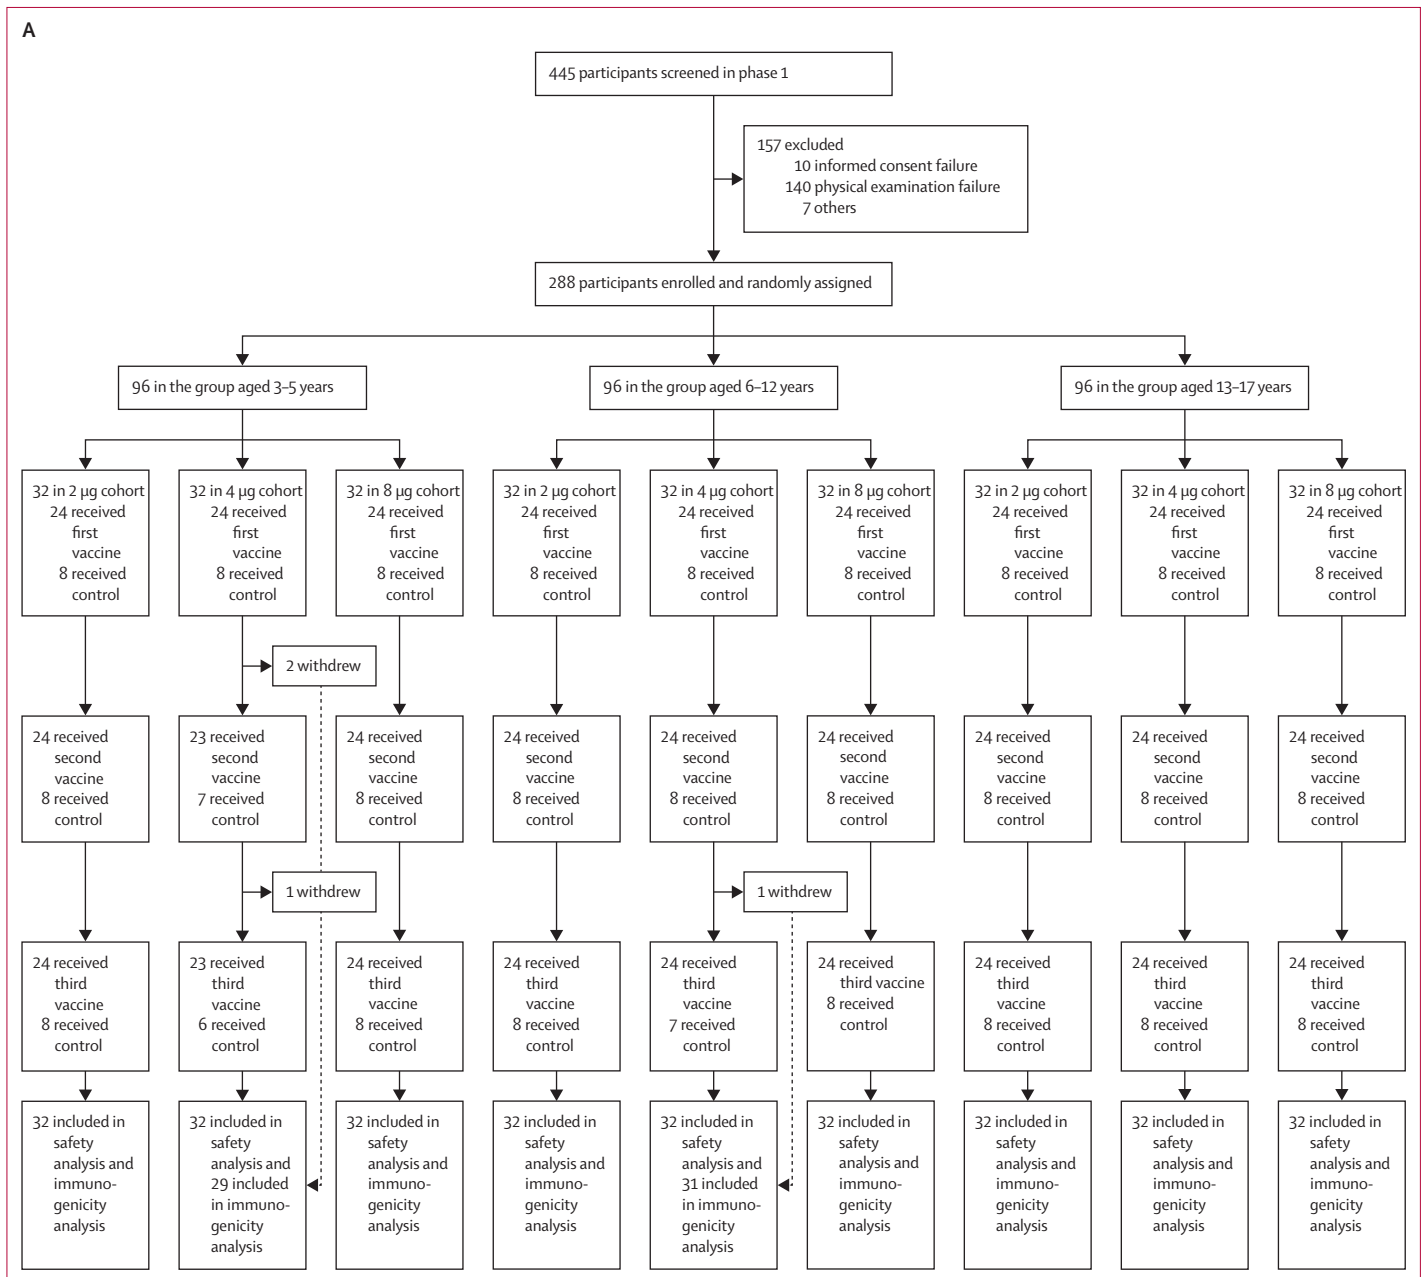 A
445 participants screened in phase 1
157 excluded
10 informed consent failure
140 physical examination failure
7 others
288 participants enrolled and randomly assigned
96 in the group aged 3–5 years
96 in the group aged 6–12 years
96 in the group aged 13–17 years
32 in 2 µg cohort
24 received
first
vaccine
8 received
control
32 in 4 µg cohort
24 received
first
vaccine
8 received
control
32 in 8 µg cohort
24 received
first
vaccine
8 received
control
32 in 2 µg cohort
24 received
first
vaccine
8 received
control
32 in 4 µg cohort
24 received
first
vaccine
8 received
control
32 in 8 µg cohort
24 received
first
vaccine
8 received
control
32 in 2 µg cohort
24 received
first
vaccine
8 received
control
32 in 4 µg cohort
24 received
first
vaccine
8 received
control
32 in 8 µg cohort
24 received
first
vaccine
8 received
control
2 withdrew
24 received
second
vaccine
8 received
control
23 received
second
vaccine
7 received
control
24 received
second
vaccine
8 received
control
24 received
second
vaccine
8 received
control
24 received
second
vaccine
8 received
control
24 received
second
vaccine
8 received
control
24 received
second
vaccine
8 received
control
24 received
second
vaccine
8 received
control
24 received
second
vaccine
8 received
control
1 withdrew
1 withdrew
24 received
third
vaccine
8 received
control
23 received
third
vaccine
6 received
control
24 received
third
vaccine
8 received
control
24 received
third
vaccine
8 received
control
24 received
third
vaccine
7 received
control
24 received
third vaccine
8 received
control
24 received
third
vaccine
8 received
control
24 received
third
vaccine
8 received
control
24 received
third
vaccine
8 received
control
32 included in
safety
analysis and
immuno-
genicity
analysis
32 included in
safety
analysis and
29 included
in immuno-
genicity
analysis
32 included in
safety
analysis and
immuno-
genicity
analysis
32 included in
safety
analysis and
immuno-
genicity
analysis
32 included in
safety
analysis and
31 included
in immuno-
genicity
analysis
32 included in
safety
analysis and
immuno-
genicity
analysis
32 included in
safety
analysis and
immuno-
genicity
analysis
32 included in
safety
analysis and
immuno-
genicity
analysis
32 included in
safety
analysis and
immuno-
genicity
analysis